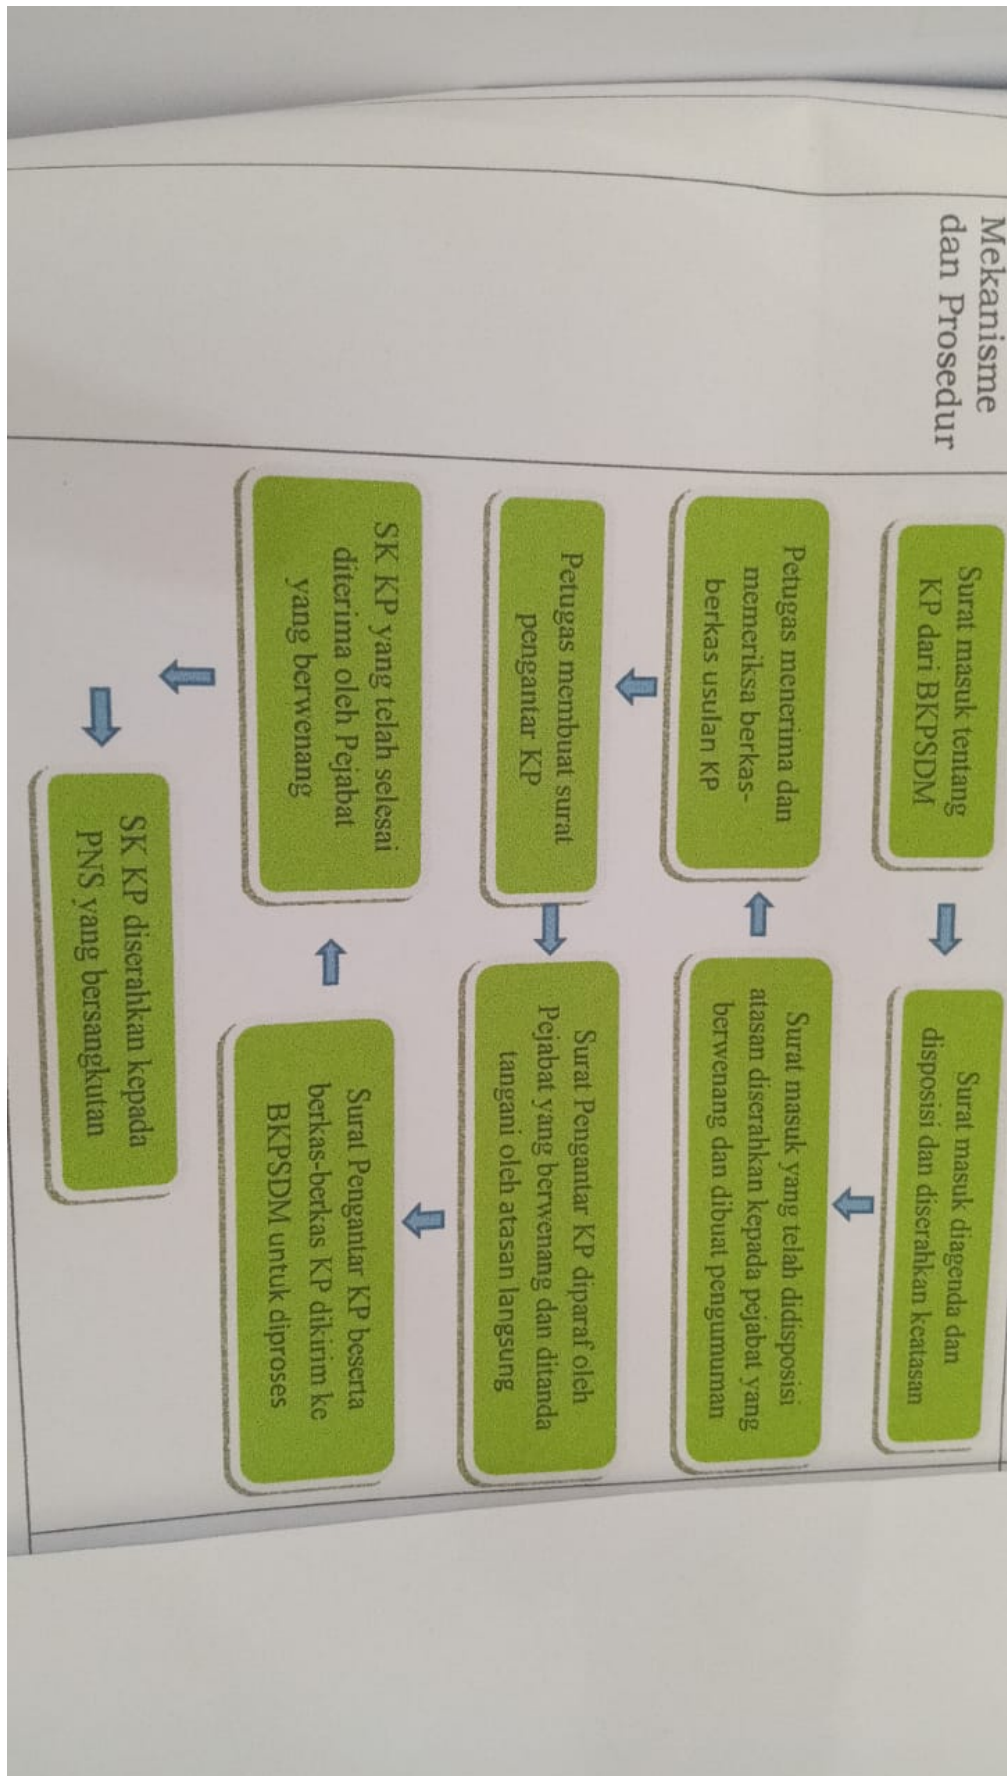 Mekanisme
dan Prosedur
Surat masuk tentang
KP dari BKPSDM
Surat masuk diagenda dan
disposisi dan diserahkan keatasan
Surat masuk yang telah didisposisi
atasan diserahkan kepada pejabat yang
berwenang dan dibuat pengumuman
Petugas menerima dan
memeriksa berkas-
berkas usulan KP
Petugas membuat surat
pengantar KP
Surat Pengantar KP diparaf oleh
Pejabat yang berwenang dan ditanda
tangani oleh atasan langsung
Surat Pengantar KP beserta
berkas-berkas KP dikirim ke
BKPSDM untuk diproses
SK KP yang telah selesai
diterima oleh Pejabat
yang berwenang
SK KP diserahkan kepada
PNS yang bersangkutan